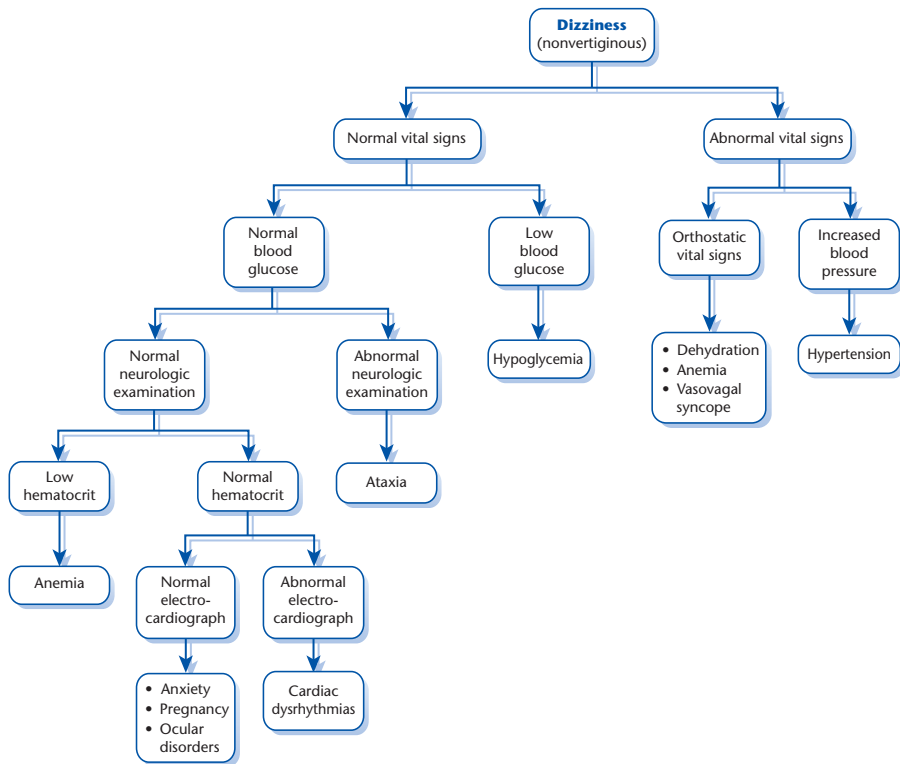 Dizziness
(nonvertiginous)
Normal vital signs
Abnormal vital signs
Normal
blood
glucose
Low
blood
glucose
Orthostatic
vital signs
Increased
blood
pressure
Normal
neurologic
examination
Abnormal
neurologic
examination
Hypoglycemia
• Dehydration
• Anemia
• Vasovagal
syncope
Hypertension
Low
hematocrit
Normal
hematocrit
Ataxia
Anemia
Normal
electro-
cardiograph
Abnormal
electro-
cardiograph
• Anxiety
• Pregnancy
• Ocular
disorders
Cardiac
dysrhythmias